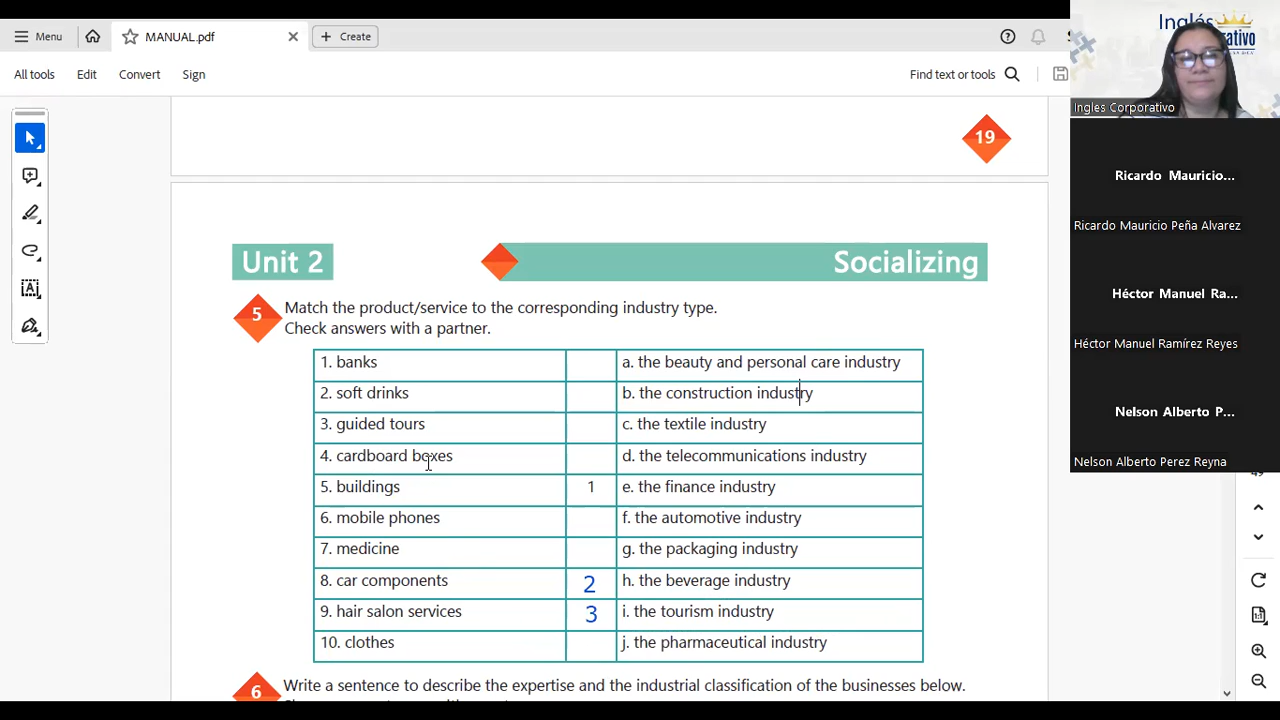 Menu
MANUAL.pdf
Create
All tools
Edit
Convert
Sign
Find text or tools
Inglés
Ingles Corporativo
Ricardo Mauricio...
Ricardo Mauricio Peña Alvarez
Héctor Manuel Ra...
Héctor Manuel Ramírez Reyes
Nelson Alberto P...
Nelson Alberto Perez Reyna
19
Unit 2
Socializing
5 Match the product/service to the corresponding industry type.
Check answers with a partner.
1. banks a. the beauty and personal care industry
2. soft drinks b. the construction industry
3. guided tours c. the textile industry
4. cardboard boxes d. the telecommunications industry
5. buildings 1 e. the finance industry
6. mobile phones f. the automotive industry
7. medicine g. the packaging industry
8. car components 2 h. the beverage industry
9. hair salon services 3 i. the tourism industry
10. clothes j. the pharmaceutical industry
6 Write a sentence to describe the expertise and the industrial classification of the businesses below.